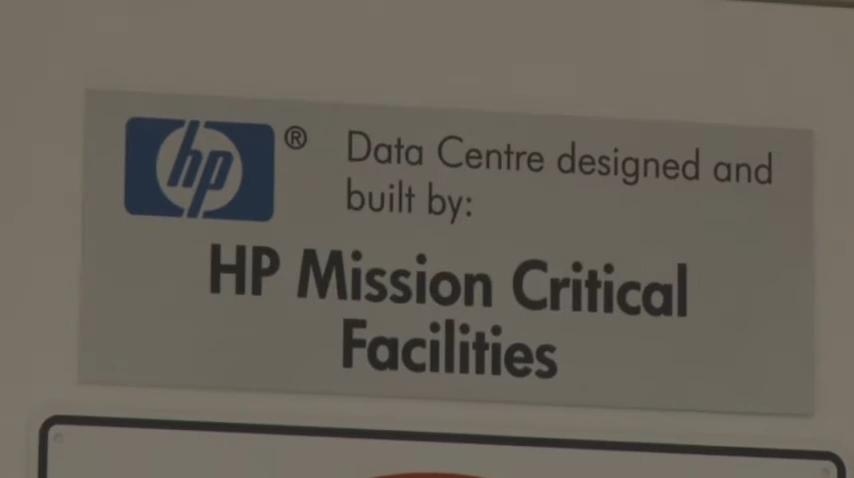 hp ®
Data Centre designed and
built by:
HP Mission Critical
Facilities